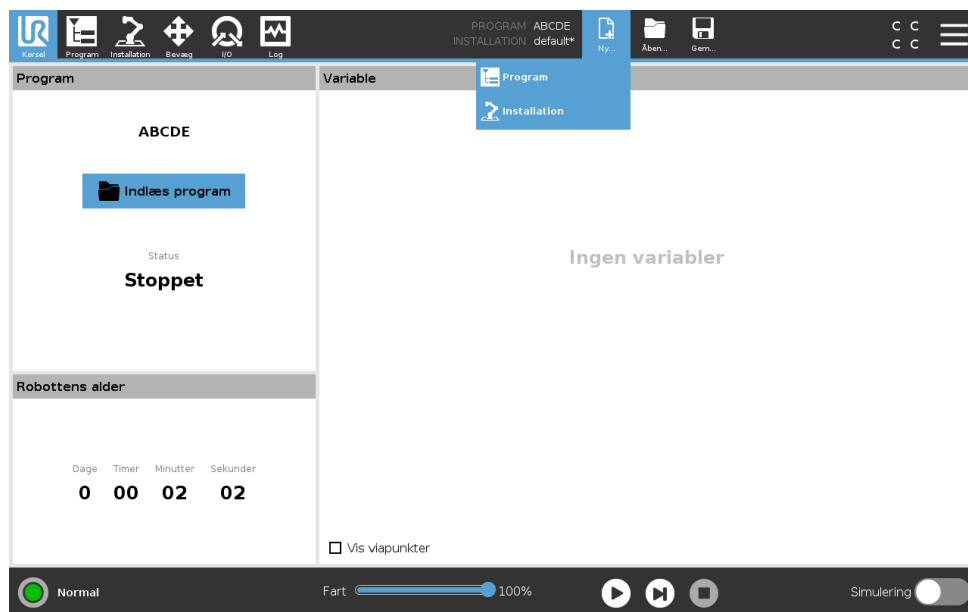 UR
PROGRAM ABCDE
INSTALLATION default*
C C
C C
Kørsel Program Installation Bevæg I/O Log Ny... Åben... Gem...
Program
Variable
Program
Installation
ABCDE
Indlæs program
Status
Stoppet
Ingen variabler
Robottens alder
Dage Timer Minutter Sekunder
0 00 02 02
Vis viapunkter
Normal
Fart 100%
Simulering